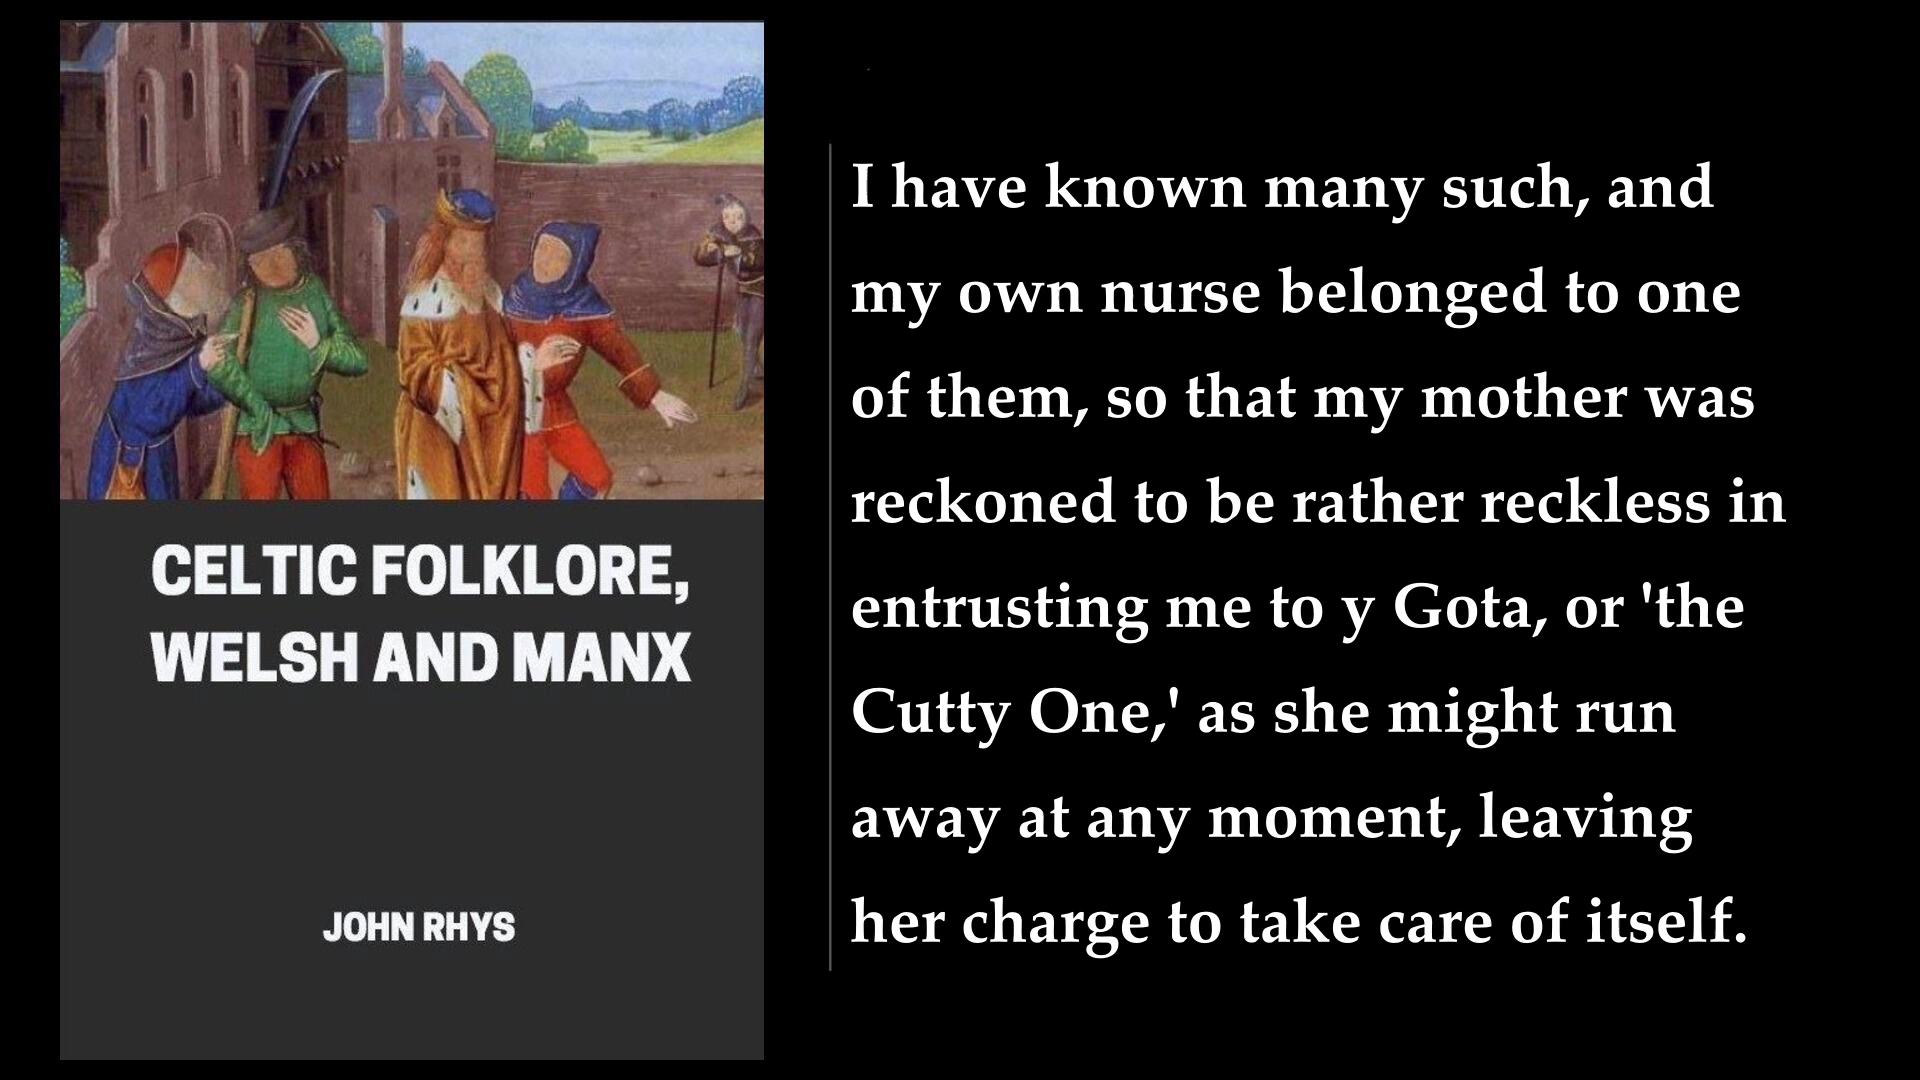 CELTIC FOLKLORE,
WELSH AND MANX
JOHN RHYS
I have known many such, and
my own nurse belonged to one
of them, so that my mother was
reckoned to be rather reckless in
entrusting me to y Gota, or 'the
Cutty One,' as she might run
away at any moment, leaving
her charge to take care of itself.